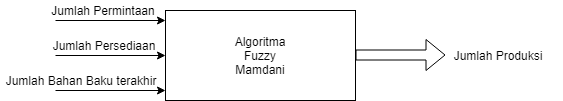 Jumlah Permintaan
Jumlah Persediaan
Jumlah Bahan Baku terakhir
Algoritma
Fuzzy
Mamdani
Jumlah Produksi